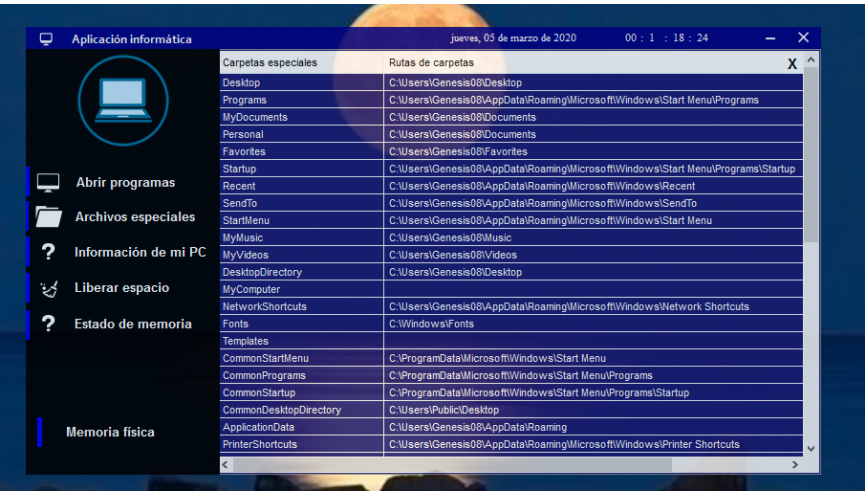 Aplicación informática jueves, 05 de marzo de 2020 00 : 1 : 18 : 24
Carpetas especiales Rutas de carpetas X
Desktop C:\Users\Genesis08\Desktop
Programs C:\Users\Genesis08\AppData\Roaming\Microsoft\Windows\Start Menu\Programs
MyDocuments C:\Users\Genesis08\Documents
Personal C:\Users\Genesis08\Documents
Favorites C:\Users\Genesis08\Favorites
Startup C:\Users\Genesis08\AppData\Roaming\Microsoft\Windows\Start Menu\Programs\Startup
Recent C:\Users\Genesis08\AppData\Roaming\Microsoft\Windows\Recent
SendTo C:\Users\Genesis08\AppData\Roaming\Microsoft\Windows\SendTo
StartMenu C:\Users\Genesis08\AppData\Roaming\Microsoft\Windows\Start Menu
MyMusic C:\Users\Genesis08\Music
MyVideos C:\Users\Genesis08\Videos
DesktopDirectory C:\Users\Genesis08\Desktop
MyComputer
NetworkShortcuts C:\Users\Genesis08\AppData\Roaming\Microsoft\Windows\Network Shortcuts
Fonts C:\Windows\Fonts
Templates
CommonStartMenu C:\ProgramData\Microsoft\Windows\Start Menu
CommonPrograms C:\ProgramData\Microsoft\Windows\Start Menu\Programs
CommonStartup C:\ProgramData\Microsoft\Windows\Start Menu\Programs\Startup
CommonDesktopDirectory C:\Users\Public\Desktop
ApplicationData C:\Users\Genesis08\AppData\Roaming
PrinterShortcuts C:\Users\Genesis08\AppData\Roaming\Microsoft\Windows\Printer Shortcuts
Abrir programas
Archivos especiales
? Información de mi PC
Liberar espacio
? Estado de memoria
Memoria física